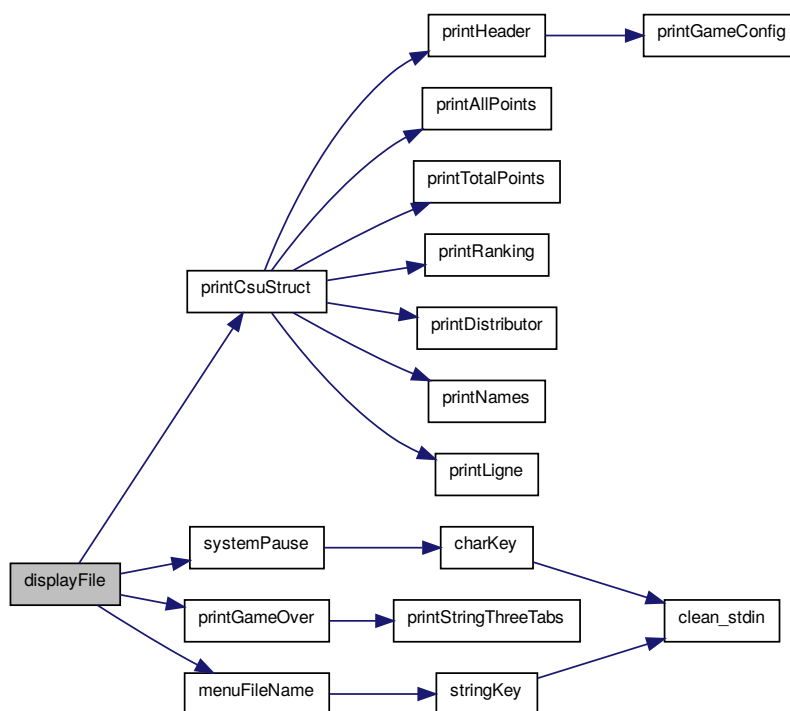 printHeader
printGameConfig
printAllPoints
printTotalPoints
printRanking
printCsuStruct
printDistributor
printNames
printLigne
systemPause
charKey
displayFile
printGameOver
printStringThreeTabs
clean_stdin
menuFileName
stringKey